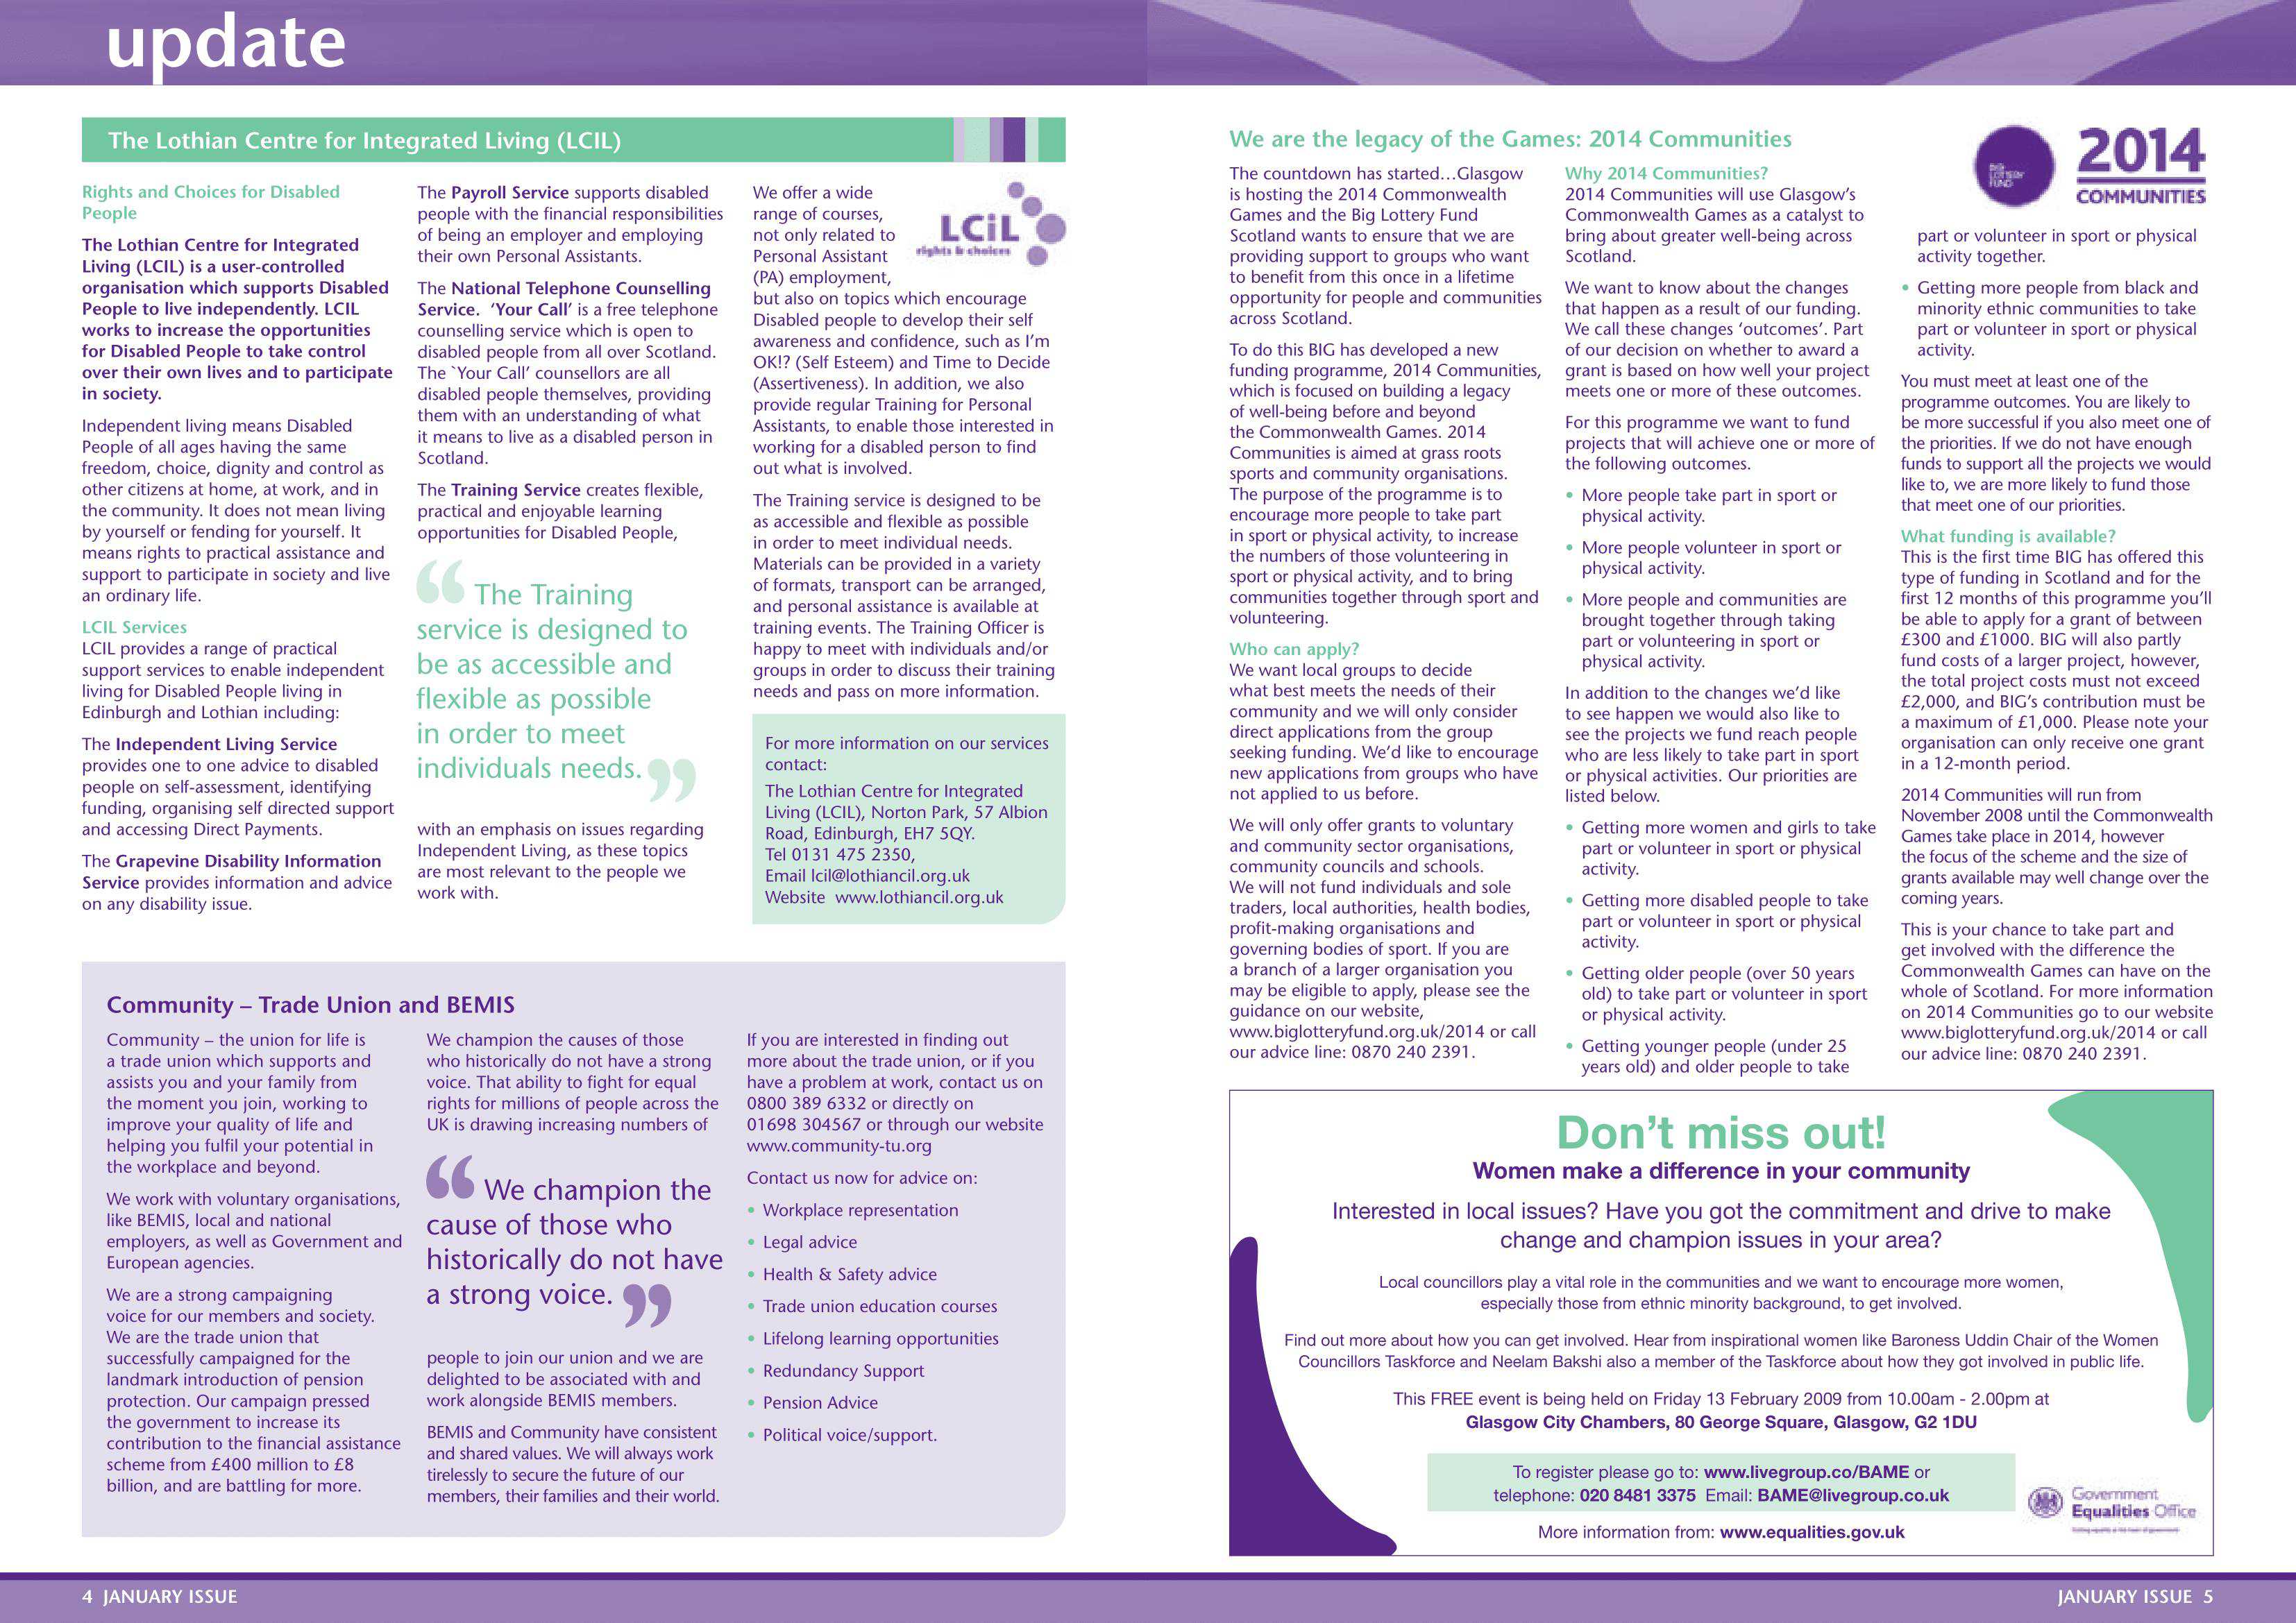 update
The Lothian Centre for Integrated Living (LCIL)
Rights and Choices for Disabled
People
The Lothian Centre for Integrated
Living (LCIL) is a user-controlled
organisation which supports Disabled
People to live independently. LCIL
works to increase the opportunities
for Disabled People to take control
over their own lives and to participate
in society.
Independent living means Disabled
People of all ages having the same
freedom, choice, dignity and control as
other citizens at home, at work, and in
the community. It does not mean living
by yourself or fending for yourself. It
means rights to practical assistance and
support to participate in society and live
an ordinary life.
LCIL Services
LCIL provides a range of practical
support services to enable independent
living for Disabled People living in
Edinburgh and Lothian including:
The Independent Living Service
provides one to one advice to disabled
people on self-assessment, identifying
funding, organising self directed support
and accessing Direct Payments.
The Grapevine Disability Information
Service provides information and advice
on any disability issue.
The Payroll Service supports disabled
people with the financial responsibilities
of being an employer and employing
their own Personal Assistants.
The National Telephone Counselling
Service. ‘Your Call’ is a free telephone
counselling service which is open to
disabled people from all over Scotland.
The `Your Call’ counsellors are all
disabled people themselves, providing
them with an understanding of what
it means to live as a disabled person in
Scotland.
The Training Service creates flexible,
practical and enjoyable learning
opportunities for Disabled People,
“ The Training
service is designed to
be as accessible and
flexible as possible
in order to meet
individuals needs. ”
with an emphasis on issues regarding
Independent Living, as these topics
are most relevant to the people we
work with.
We offer a wide
range of courses,
not only related to
Personal Assistant
(PA) employment,
but also on topics which encourage
Disabled people to develop their self
awareness and confidence, such as I’m
OK!? (Self Esteem) and Time to Decide
(Assertiveness). In addition, we also
provide regular Training for Personal
Assistants, to enable those interested in
working for a disabled person to find
out what is involved.
LCiL
rights & choices
The Training service is designed to be
as accessible and flexible as possible
in order to meet individual needs.
Materials can be provided in a variety
of formats, transport can be arranged,
and personal assistance is available at
training events. The Training Officer is
happy to meet with individuals and/or
groups in order to discuss their training
needs and pass on more information.
For more information on our services
contact:
The Lothian Centre for Integrated
Living (LCIL), Norton Park, 57 Albion
Road, Edinburgh, EH7 5QY.
Tel 0131 475 2350,
Email lcil@lothiancil.org.uk
Website www.lothiancil.org.uk
Community – Trade Union and BEMIS
Community – the union for life is
a trade union which supports and
assists you and your family from
the moment you join, working to
improve your quality of life and
helping you fulfil your potential in
the workplace and beyond.
We work with voluntary organisations,
like BEMIS, local and national
employers, as well as Government and
European agencies.
We are a strong campaigning
voice for our members and society.
We are the trade union that
successfully campaigned for the
landmark introduction of pension
protection. Our campaign pressed
the government to increase its
contribution to the financial assistance
scheme from £400 million to £8
billion, and are battling for more.
We champion the causes of those
who historically do not have a strong
voice. That ability to fight for equal
rights for millions of people across the
UK is drawing increasing numbers of
“ We champion the
cause of those who
historically do not have
a strong voice. ”
people to join our union and we are
delighted to be associated with and
work alongside BEMIS members.
BEMIS and Community have consistent
and shared values. We will always work
tirelessly to secure the future of our
members, their families and their world.
If you are interested in finding out
more about the trade union, or if you
have a problem at work, contact us on
0800 389 6332 or directly on
01698 304567 or through our website
www.community-tu.org
Contact us now for advice on:
• Workplace representation
• Legal advice
• Health & Safety advice
• Trade union education courses
• Lifelong learning opportunities
• Redundancy Support
• Pension Advice
• Political voice/support.
4 JANUARY ISSUE
We are the legacy of the Games: 2014 Communities
BIG
LOTTERY
FUND
2014
COMMUNITIES
The countdown has started…Glasgow
is hosting the 2014 Commonwealth
Games and the Big Lottery Fund
Scotland wants to ensure that we are
providing support to groups who want
to benefit from this once in a lifetime
opportunity for people and communities
across Scotland.
To do this BIG has developed a new
funding programme, 2014 Communities,
which is focused on building a legacy
of well-being before and beyond
the Commonwealth Games. 2014
Communities is aimed at grass roots
sports and community organisations.
The purpose of the programme is to
encourage more people to take part
in sport or physical activity, to increase
the numbers of those volunteering in
sport or physical activity, and to bring
communities together through sport and
volunteering.
Who can apply?
We want local groups to decide
what best meets the needs of their
community and we will only consider
direct applications from the group
seeking funding. We’d like to encourage
new applications from groups who have
not applied to us before.
We will only offer grants to voluntary
and community sector organisations,
community councils and schools.
We will not fund individuals and sole
traders, local authorities, health bodies,
profit-making organisations and
governing bodies of sport. If you are
a branch of a larger organisation you
may be eligible to apply, please see the
guidance on our website,
www.biglotteryfund.org.uk/2014 or call
our advice line: 0870 240 2391.
Why 2014 Communities?
2014 Communities will use Glasgow’s
Commonwealth Games as a catalyst to
bring about greater well-being across
Scotland.
We want to know about the changes
that happen as a result of our funding.
We call these changes ‘outcomes’. Part
of our decision on whether to award a
grant is based on how well your project
meets one or more of these outcomes.
For this programme we want to fund
projects that will achieve one or more of
the following outcomes.
• More people take part in sport or
physical activity.
• More people volunteer in sport or
physical activity.
• More people and communities are
brought together through taking
part or volunteering in sport or
physical activity.
In addition to the changes we’d like
to see happen we would also like to
see the projects we fund reach people
who are less likely to take part in sport
or physical activities. Our priorities are
listed below.
• Getting more women and girls to take
part or volunteer in sport or physical
activity.
• Getting more disabled people to take
part or volunteer in sport or physical
activity.
• Getting older people (over 50 years
old) to take part or volunteer in sport
or physical activity.
• Getting younger people (under 25
years old) and older people to take
part or volunteer in sport or physical
activity together.
• Getting more people from black and
minority ethnic communities to take
part or volunteer in sport or physical
activity.
You must meet at least one of the
programme outcomes. You are likely to
be more successful if you also meet one of
the priorities. If we do not have enough
funds to support all the projects we would
like to, we are more likely to fund those
that meet one of our priorities.
What funding is available?
This is the first time BIG has offered this
type of funding in Scotland and for the
first 12 months of this programme you’ll
be able to apply for a grant of between
£300 and £1000. BIG will also partly
fund costs of a larger project, however,
the total project costs must not exceed
£2,000, and BIG’s contribution must be
a maximum of £1,000. Please note your
organisation can only receive one grant
in a 12-month period.
2014 Communities will run from
November 2008 until the Commonwealth
Games take place in 2014, however
the focus of the scheme and the size of
grants available may well change over the
coming years.
This is your chance to take part and
get involved with the difference the
Commonwealth Games can have on the
whole of Scotland. For more information
on 2014 Communities go to our website
www.biglotteryfund.org.uk/2014 or call
our advice line: 0870 240 2391.
Don’t miss out!
Women make a difference in your community
Interested in local issues? Have you got the commitment and drive to make
change and champion issues in your area?
Local councillors play a vital role in the communities and we want to encourage more women,
especially those from ethnic minority background, to get involved.
Find out more about how you can get involved. Hear from inspirational women like Baroness Uddin Chair of the Women
Councillors Taskforce and Neelam Bakshi also a member of the Taskforce about how they got involved in public life.
This FREE event is being held on Friday 13 February 2009 from 10.00am - 2.00pm at
Glasgow City Chambers, 80 George Square, Glasgow, G2 1DU
To register please go to: www.livegroup.co/BAME or
telephone: 020 8481 3375 Email: BAME@livegroup.co.uk
More information from: www.equalities.gov.uk
Government
Equalities Office
JANUARY ISSUE 5